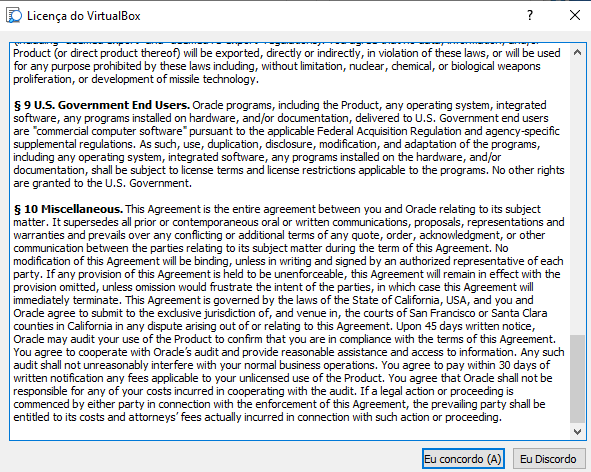 Licença do VirtualBox
Product (or direct product thereof) will be exported, directly or indirectly, in violation of these laws, or will be used
for any purpose prohibited by these laws including, without limitation, nuclear, chemical, or biological weapons
proliferation, or development of missile technology.
§ 9 U.S. Government End Users. Oracle programs, including the Product, any operating system, integrated
software, any programs installed on hardware, and/or documentation, delivered to U.S. Government end users
are "commercial computer software" pursuant to the applicable Federal Acquisition Regulation and agency-specific
supplemental regulations. As such, use, duplication, disclosure, modification, and adaptation of the programs,
including any operating system, integrated software, any programs installed on the hardware, and/or
documentation, shall be subject to license terms and license restrictions applicable to the programs. No other rights
are granted to the U.S. Government.
§ 10 Miscellaneous. This Agreement is the entire agreement between you and Oracle relating to its subject
matter. It supersedes all prior or contemporaneous oral or written communications, proposals, representations and
warranties and prevails over any conflicting or additional terms of any quote, order, acknowledgment, or other
communication between the parties relating to its subject matter during the term of this Agreement. No
modification of this Agreement will be binding, unless in writing and signed by an authorized representative of each
party. If any provision of this Agreement is held to be unenforceable, this Agreement will remain in effect with the
provision omitted, unless omission would frustrate the intent of the parties, in which case this Agreement will
immediately terminate. This Agreement is governed by the laws of the State of California, USA, and you and
Oracle agree to submit to the exclusive jurisdiction of, and venue in, the courts of San Francisco or Santa Clara
counties in California in any dispute arising out of or relating to this Agreement. Upon 45 days written notice,
Oracle may audit your use of the Product to confirm that you are in compliance with the terms of this Agreement.
You agree to cooperate with Oracle's audit and provide reasonable assistance and access to information. Any such
audit shall not unreasonably interfere with your normal business operations. You agree to pay within 30 days of
written notification any fees applicable to your unlicensed use of the Product. You agree that Oracle shall not be
responsible for any of your costs incurred in cooperating with the audit. If a legal action or proceeding is
commenced by either party in connection with the enforcement of this Agreement, the prevailing party shall be
entitled to its costs and attorneys' fees actually incurred in connection with such action or proceeding.
Eu concordo (A)
Eu Discordo